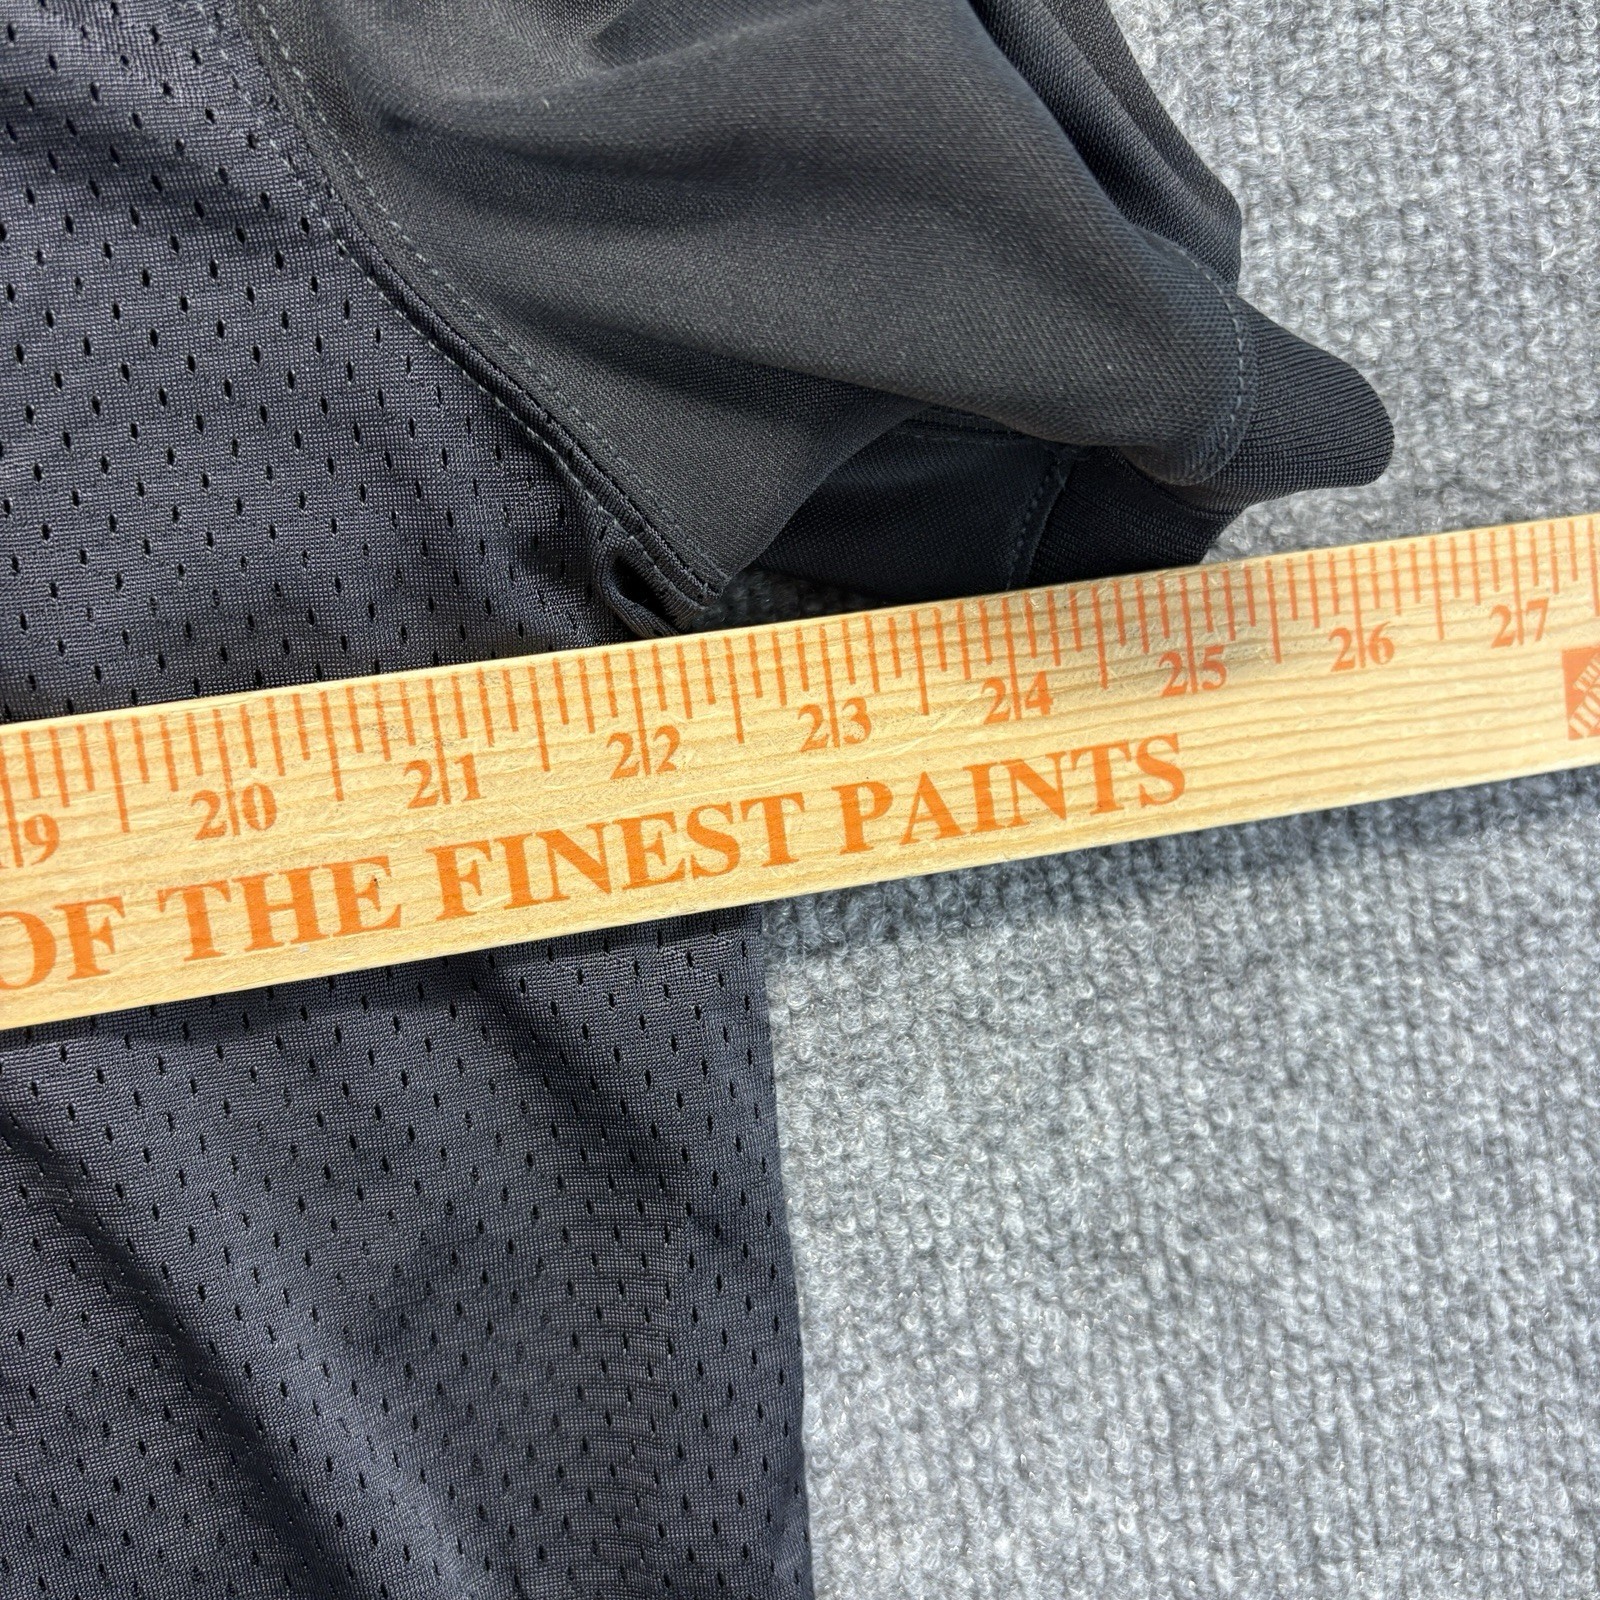 19 20 21 22 23 24 25 26 27
OF THE FINEST PAINTS